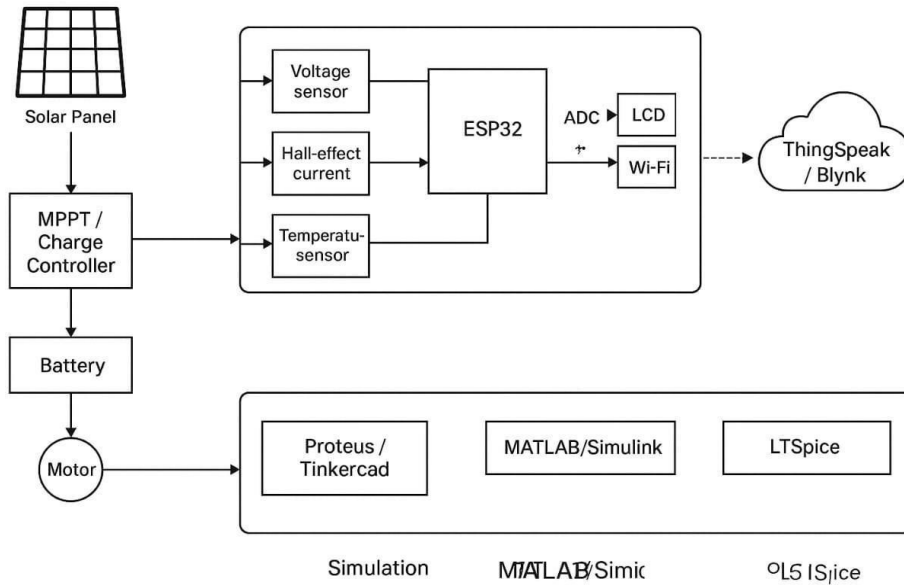 Solar Panel
MPPT /
Charge
Controller
Battery
Motor
Voltage
sensor
Hall-effect
current
Temperatu-
sensor
ESP32
ADC
LCD
Wi-Fi
ThingSpeak
/ Blynk
Proteus /
Tinkercad
MATLAB/Simulink
LTSpice
Simulation